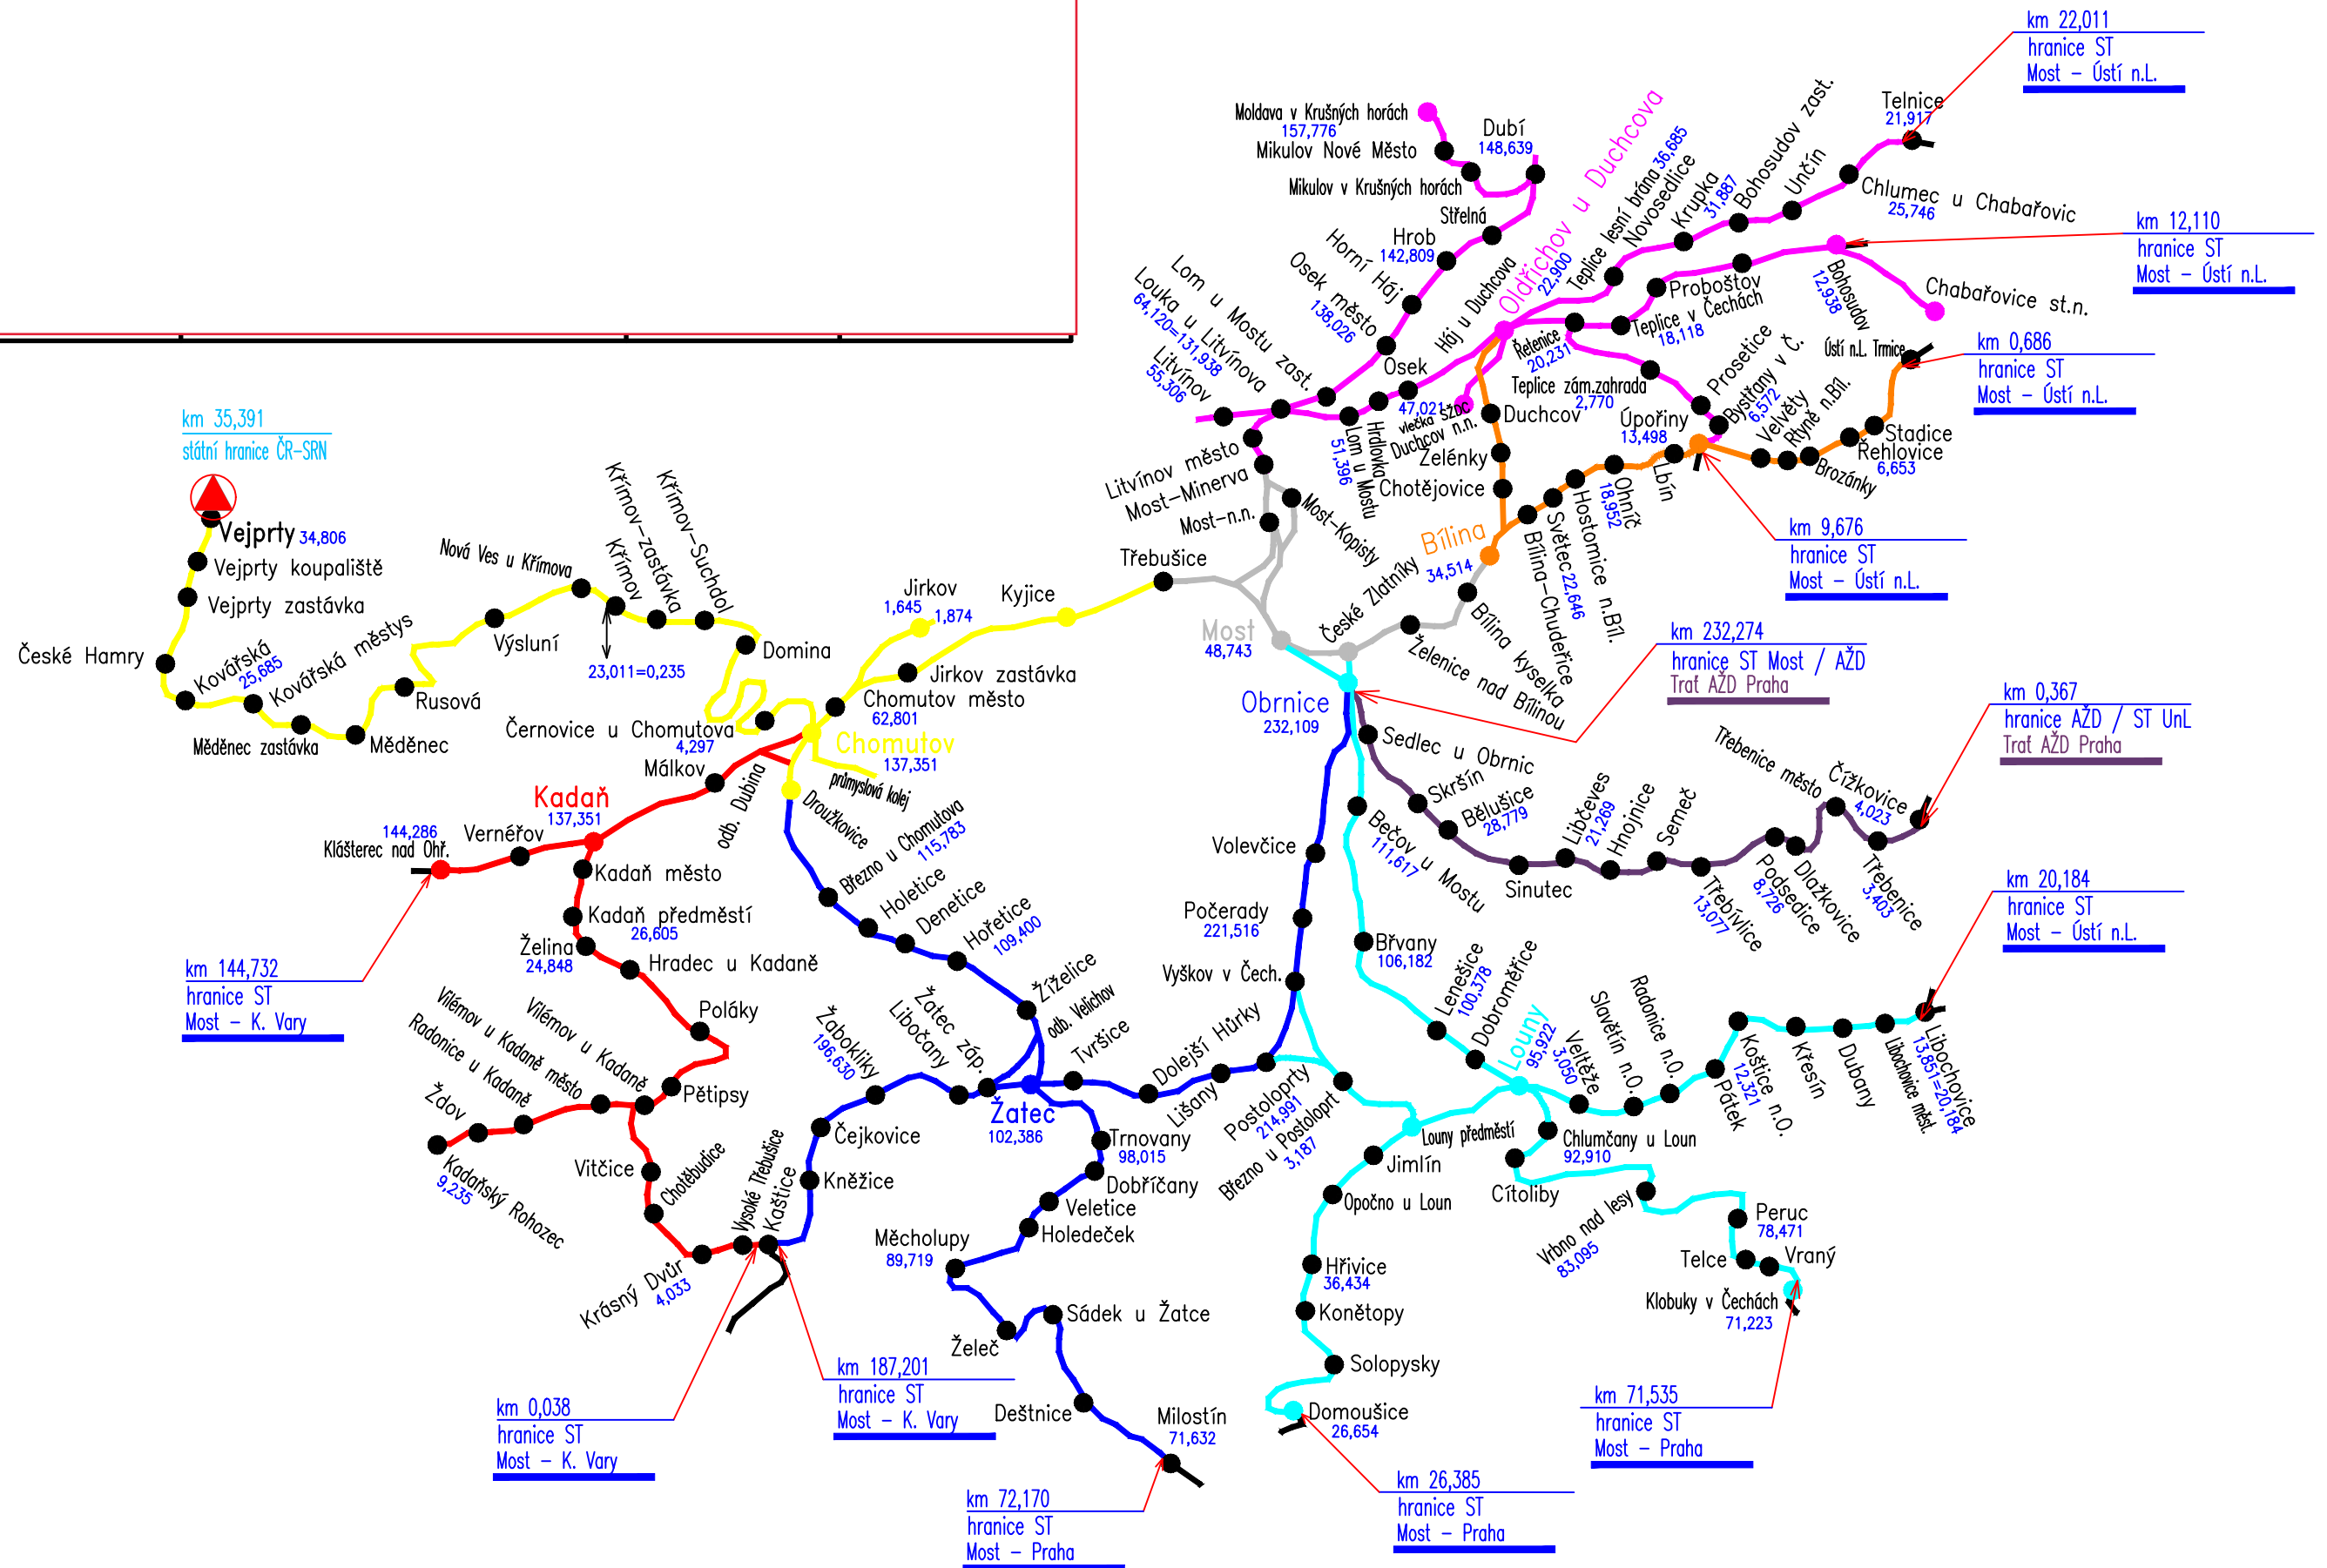 km 22,011
hranice ST
Most – Ústí n.L.
Telnice
21,917
Moldava v Krušných horách
157,776
Mikulov Nové Město
Mikulov v Krušných horách
Dubí
148,639
Střelná
Hrob
142,809
Horní Háj
Osek město
138,026
Lom u Mostu zast.
Louka u Litvínova
64,120=131,938
Litvínov
55,306
Oldřichov u Duchcova
22,900
Háj u Duchcova
Osek
47,021
Teplice lesní brána 36,685
Novosedlice
Krupka
31,887
Bohosudov zast.
Unčín
Chlumec u Chabařovic
25,746
km 12,110
hranice ST
Most – Ústí n.L.
Bohosudov
12,938
Chabařovice st.n.
Proboštov
Teplice v Čechách
18,118
Řetenice
20,231
Teplice zám.zahrada
2,770
Prosetice
Bystřany v Č.
6,572
Úpořiny
13,498
Velvěty
Rtyně n.Bíl.
Brozánky
Řehlovice
6,653
Stadice
Ústí n.L. Trmice
km 0,686
hranice ST
Most – Ústí n.L.
km 9,676
hranice ST
Most – Ústí n.L.
vlečka SŽDC
Duchcov n.n.
Duchcov
Želénky
Chotějovice
Hrdlovka
Lom u Mostu
51,396
Litvínov město
Most–Minerva
Most–n.n.
Most–Kopisty
Bílina
34,514
Lbín
Ohníč
18,952
Hostomice n.Bíl.
Světec 22,646
Bílina–Chudeřice
Bílina kyselka
Želenice nad Bílinou
České Zlatníky
Třebušice
Most
48,743
km 35,391
státní hranice ČR–SRN
Vejprty 34,806
Vejprty koupaliště
Vejprty zastávka
České Hamry
Kovářská
25,685
Kovářská městys
Měděnec zastávka
Měděnec
Rusová
Výsluní
Nová Ves u Křimova
Křimov
Křimov–zastávka
Křimov–Suchdol
23,011=0,235
Domina
Černovice u Chomutova
4,297
Jirkov
1,645
1,874
Kyjice
Jirkov zastávka
Chomutov město
62,801
Chomutov
137,351
průmyslová kolej
odb. Dubina
Málkov
Kadaň
137,351
Vernéřov
144,286
Klášterec nad Ohř.
km 144,732
hranice ST
Most – K. Vary
Kadaň město
Kadaň předměstí
26,605
Želina
24,848
Hradec u Kadaně
Poláky
Pětipsy
Vilémov u Kadaně
Vilémov u Kadaně město
Radonice u Kadaně
Ždov
Kadaňský Rohozec
9,235
Vitčice
Chotěbudice
Krásný Dvůr
4,033
Vysoké Třebušice
Kaštice
km 0,038
hranice ST
Most – K. Vary
km 187,201
hranice ST
Most – K. Vary
Kněžice
Čejkovice
Žabokliky
196,630
Libočany
Žatec záp.
Žatec
102,386
Droužkovice
Březno u Chomutova
115,783
Holetice
Denetice
Hořetice
109,400
Žíželice
odb. Velichov
Tvršice
Dolejší Hůrky
Lišany
Postoloprty
214,991
Březno u Postoloprt
3,187
Trnovany
98,015
Dobříčany
Veletice
Holedeček
Měcholupy
89,719
Želeč
Sádek u Žatce
Deštnice
Milostín
71,632
km 72,170
hranice ST
Most – Praha
Obrnice
232,109
km 232,274
hranice ST Most / AŽD
Trať AŽD Praha
Volevčice
Počerady
221,516
Vyškov v Čech.
Sedlec u Obrnic
Skršín
Bělušice
28,779
Sinutec
Libčeves
21,269
Hnojnice
Semeč
Třebívlice
13,077
Podsedice
8,726
Dlažkovice
Třebenice město
Třebenice
3,403
Čížkovice
4,023
km 0,367
hranice AŽD / ST UnL
Trať AŽD Praha
Bečov u Mostu
111,617
Břvany
106,182
Lenešice
100,378
Dobroměřice
Louny
95,922
3,050
Veltěže
Slavětín n.O.
Radonice n.O.
Pátek
Koštice n.O.
12,321
Křesín
Dubany
Libochovice měst.
Libochovice
13,851=20,184
km 20,184
hranice ST
Most – Ústí n.L.
Louny předměstí
Jimlín
Opočno u Loun
Hřivice
36,434
Konětopy
Solopysky
Domoušice
26,654
km 26,385
hranice ST
Most – Praha
Chlumčany u Loun
92,910
Cítoliby
Vrbno nad lesy
83,095
Peruc
78,471
Telce
Vraný
Klobuky v Čechách
71,223
km 71,535
hranice ST
Most – Praha